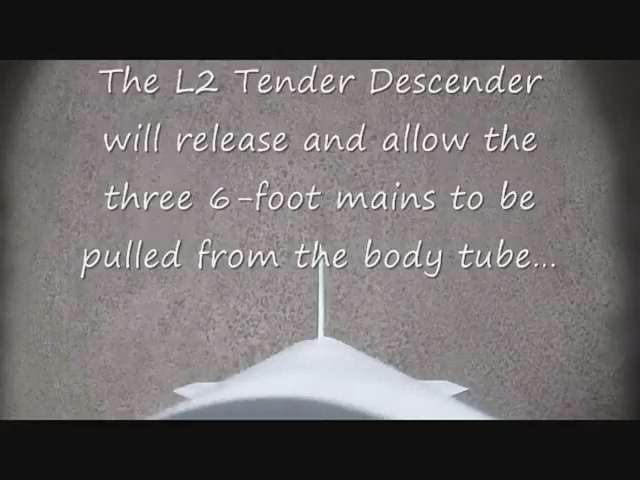 The L2 Tender Descender
will release and allow the
three 6-foot mains to be
pulled from the body tube...